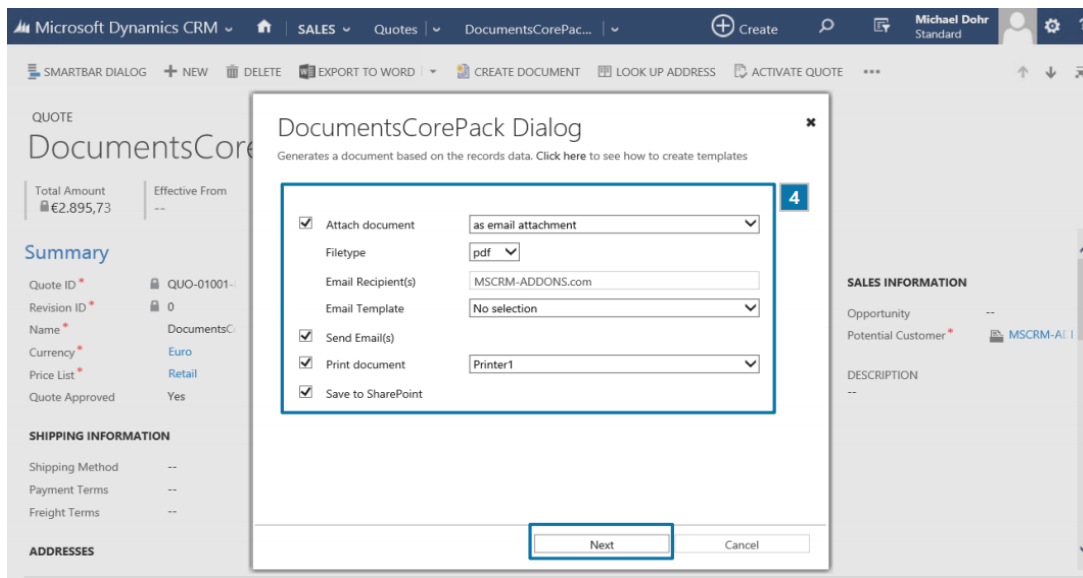 Microsoft Dynamics CRM SALES Quotes DocumentsCorePac... Create Michael Dohr
Standard
SMARTBAR DIALOG NEW DELETE EXPORT TO WORD CREATE DOCUMENT LOOK UP ADDRESS ACTIVATE QUOTE •••
QUOTE
DocumentsCore
Total Amount Effective From
€2.895,73 --
Summary
Quote ID* QUO-01001-
Revision ID* 0
Name* DocumentsC
Currency* Euro
Price List* Retail
Quote Approved Yes
SHIPPING INFORMATION
Shipping Method --
Payment Terms --
Freight Terms --
ADDRESSES
DocumentsCorePack Dialog
Generates a document based on the records data. Click here to see how to create templates
4
Attach document as email attachment
Filetype pdf
Email Recipient(s) MSCRM-ADDONS.com
Email Template No selection
Send Email(s)
Print document Printer1
Save to SharePoint
Next Cancel
SALES INFORMATION
Opportunity --
Potential Customer* MSCRM-AD
DESCRIPTION
--